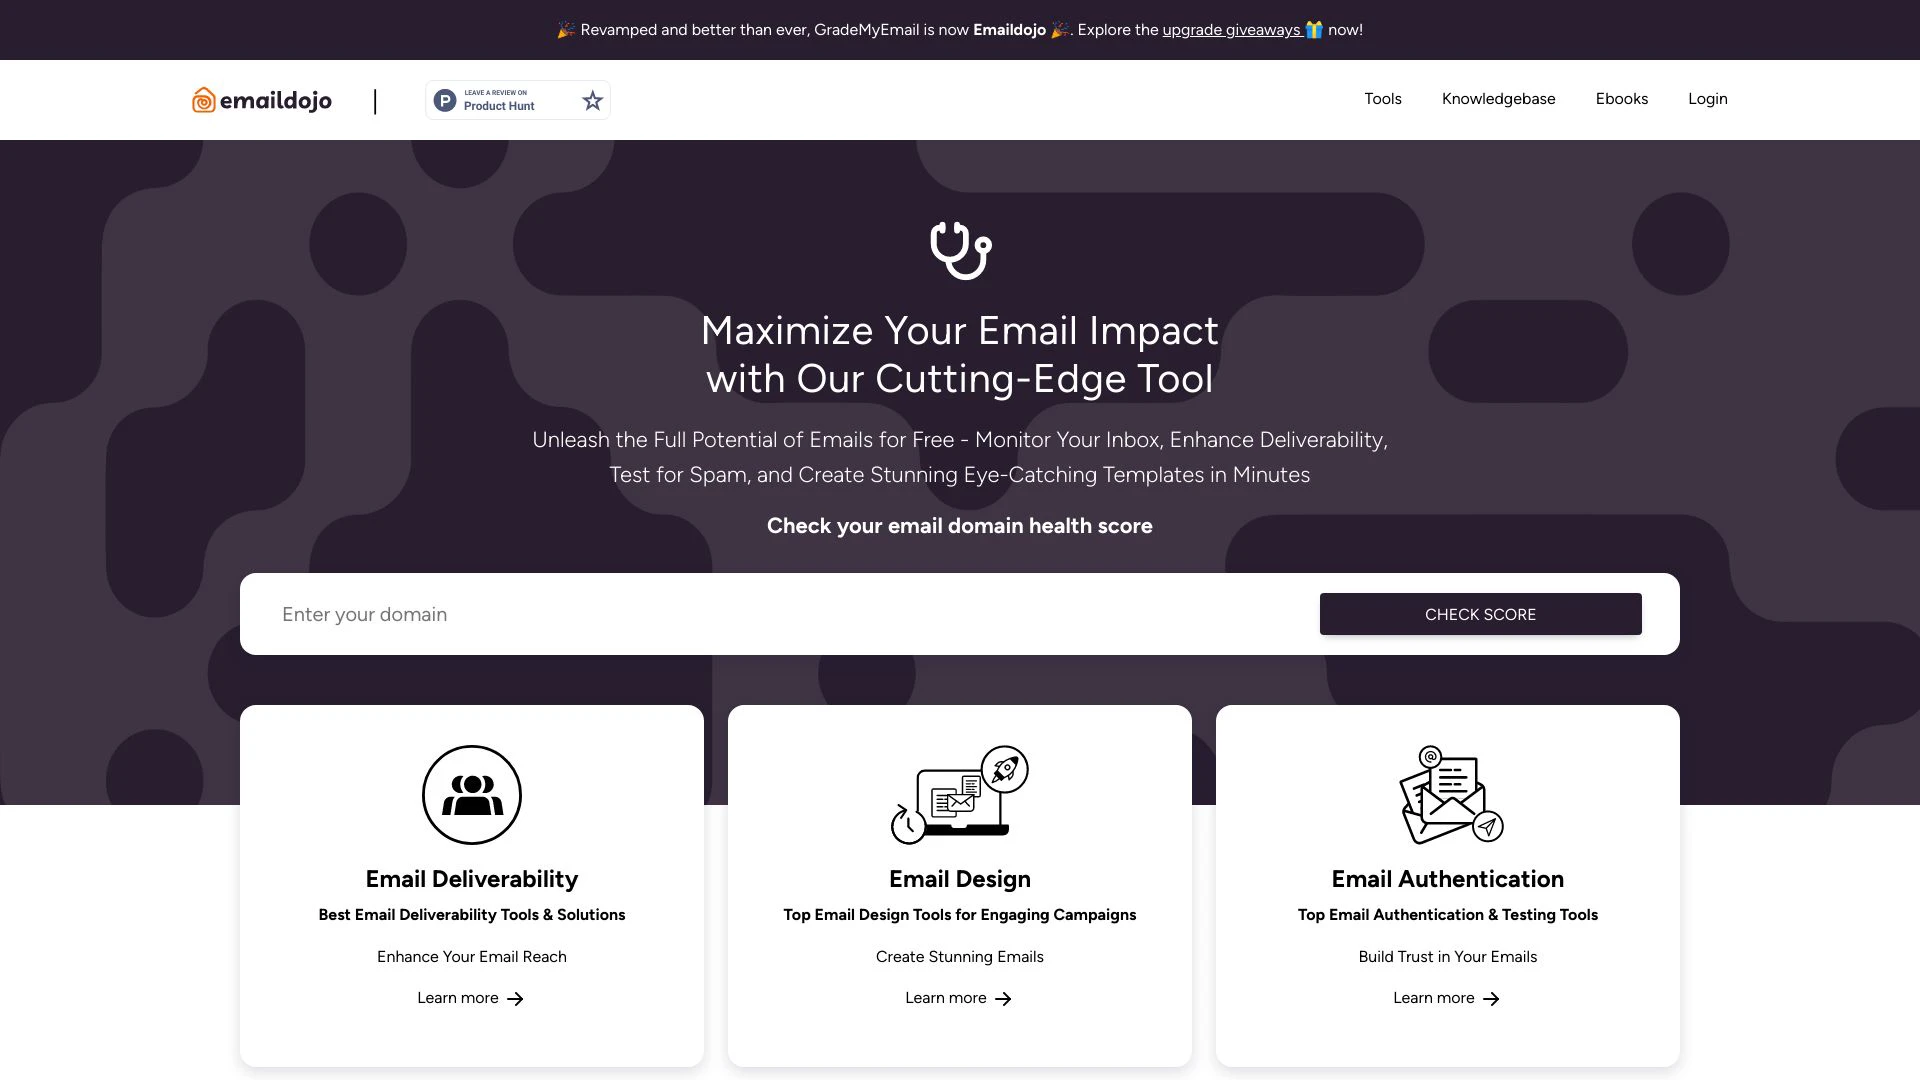 🎉 Revamped and better than ever, GradeMyEmail is now Emaildojo 🎉. Explore the upgrade giveaways 🎁 now!
emaildojo
LEAVE A REVIEW ON
Product Hunt
Tools
Knowledgebase
Ebooks
Login
Maximize Your Email Impact
with Our Cutting-Edge Tool
Unleash the Full Potential of Emails for Free - Monitor Your Inbox, Enhance Deliverability,
Test for Spam, and Create Stunning Eye-Catching Templates in Minutes
Check your email domain health score
Enter your domain
CHECK SCORE
Email Deliverability
Best Email Deliverability Tools & Solutions
Enhance Your Email Reach
Learn more →
Email Design
Top Email Design Tools for Engaging Campaigns
Create Stunning Emails
Learn more →
Email Authentication
Top Email Authentication & Testing Tools
Build Trust in Your Emails
Learn more →